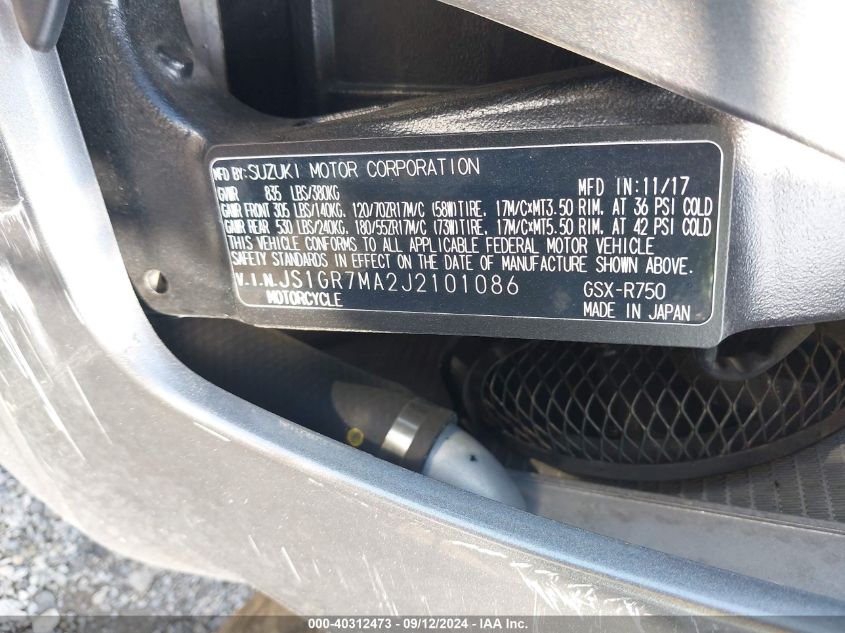 MFD BY:SUZUKI MOTOR CORPORATION
GVWR 835 LBS/380KG MFD IN:11/17
GAWR FRONT 305 LBS/140KG, 120/70ZR17M/C (58W)TIRE, 17M/C×MT3.50 RIM, AT 36 PSI COLD
GAWR REAR 530 LBS/240KG, 180/55ZR17M/C (73W)TIRE, 17M/C×MT5.50 RIM, AT 42 PSI COLD
THIS VEHICLE CONFORMS TO ALL APPLICABLE FEDERAL MOTOR VEHICLE
SAFETY STANDARDS IN EFFECT ON THE DATE OF MANUFACTURE SHOWN ABOVE.
V.I.N.JS1GR7MA2J2101086 GSX-R750
MOTORCYCLE MADE IN JAPAN
000-40312473 - 09/12/2024 - IAA Inc.